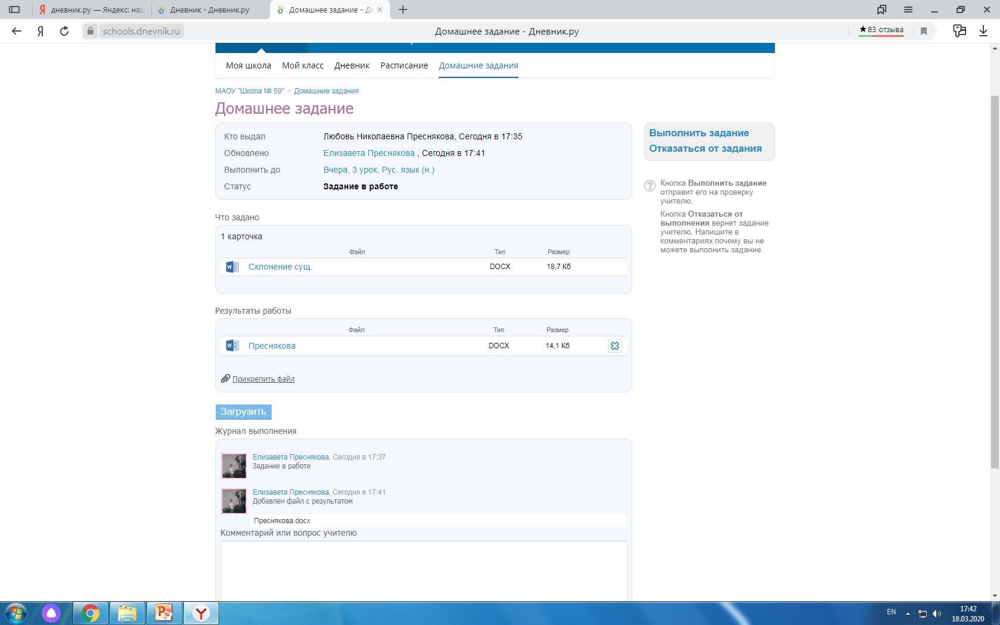 дневник.ру — Яндекс: наш
Дневник - Дневник.ру
Домашнее задание - Дн
schools.dnevnik.ru
Домашнее задание - Дневник.ру
★83 отзыва
Моя школа
Мой класс
Дневник
Расписание
Домашние задания
МАОУ "Школа № 59" > Домашние задания
Домашнее задание
Кто выдал
Любовь Николаевна Преснякова, Сегодня в 17:35
Обновлено
Елизавета Преснякова , Сегодня в 17:41
Выполнить до
Вчера, 3 урок, Рус. язык (н.)
Статус
Задание в работе
Выполнить задание
Отказаться от задания
Кнопка Выполнить задание
отправит его на проверку
учителю.
Кнопка Отказаться от
выполнения вернет задание
учителю. Напишите в
комментариях почему вы не
можете выполнить задание.
Что задано
1 карточка
Файл
Тип
Размер
Склонение сущ.
DOCX
18,7 Кб
Результаты работы
Файл
Тип
Размер
Преснякова
DOCX
14,1 Кб
Прикрепить файл
Загрузить
Журнал выполнения
Елизавета Преснякова, Сегодня в 17:37
Задание в работе
Елизавета Преснякова, Сегодня в 17:41
Добавлен файл с результатом
Преснякова.docx
Комментарий или вопрос учителю
EN
17:42
18.03.2020